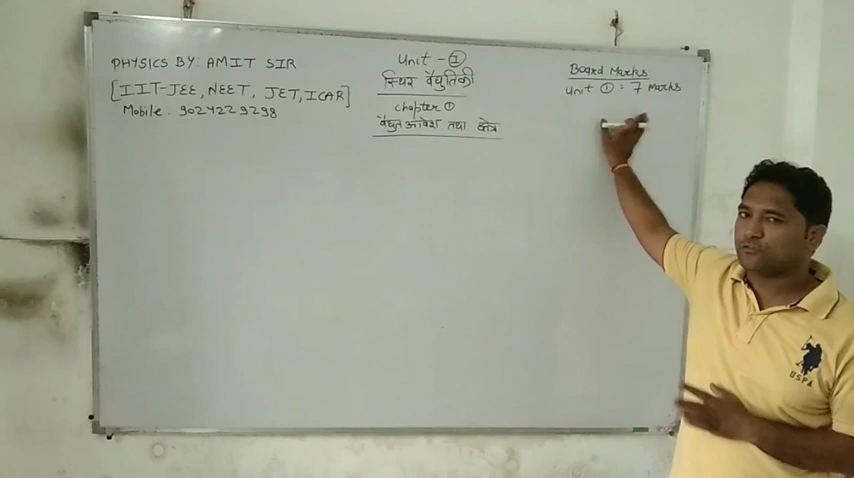 PHYSICS BY: AMIT SIR
[IIT-JEE, NEET, JET, ICAR]
Mobile: 9024229298
Unit - ①
स्थिर वैद्युतिकी
chapter ①
वैद्युत आवेश तथा क्षेत्र
Board Marks
Unit ① = 7 Marks
USPA